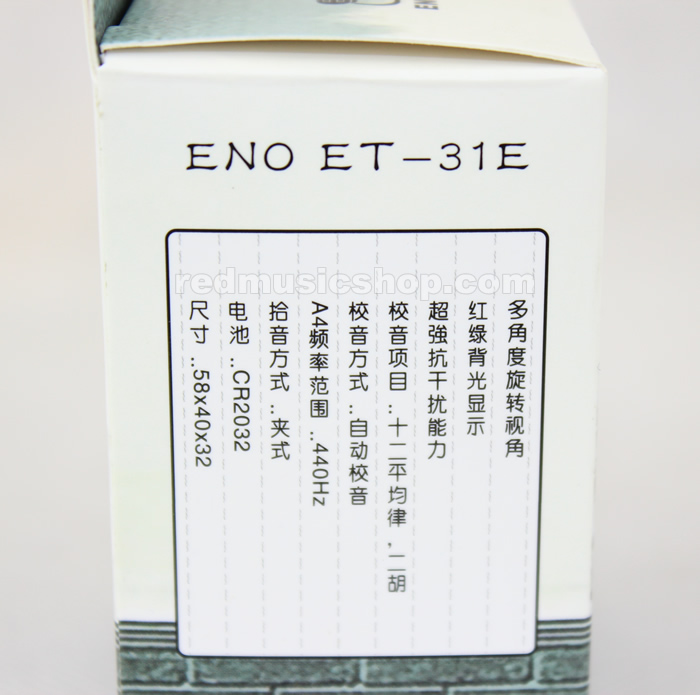 ENO ET-31E
redmusicshop.com
多角度旋转视角
红绿背光显示
超強抗干扰能力
校音项目..十二平均律,二胡
校音方式..自动校音
A4频率范围..440Hz
拾音方式..夹式
电池..CR2032
尺寸..58x40x32